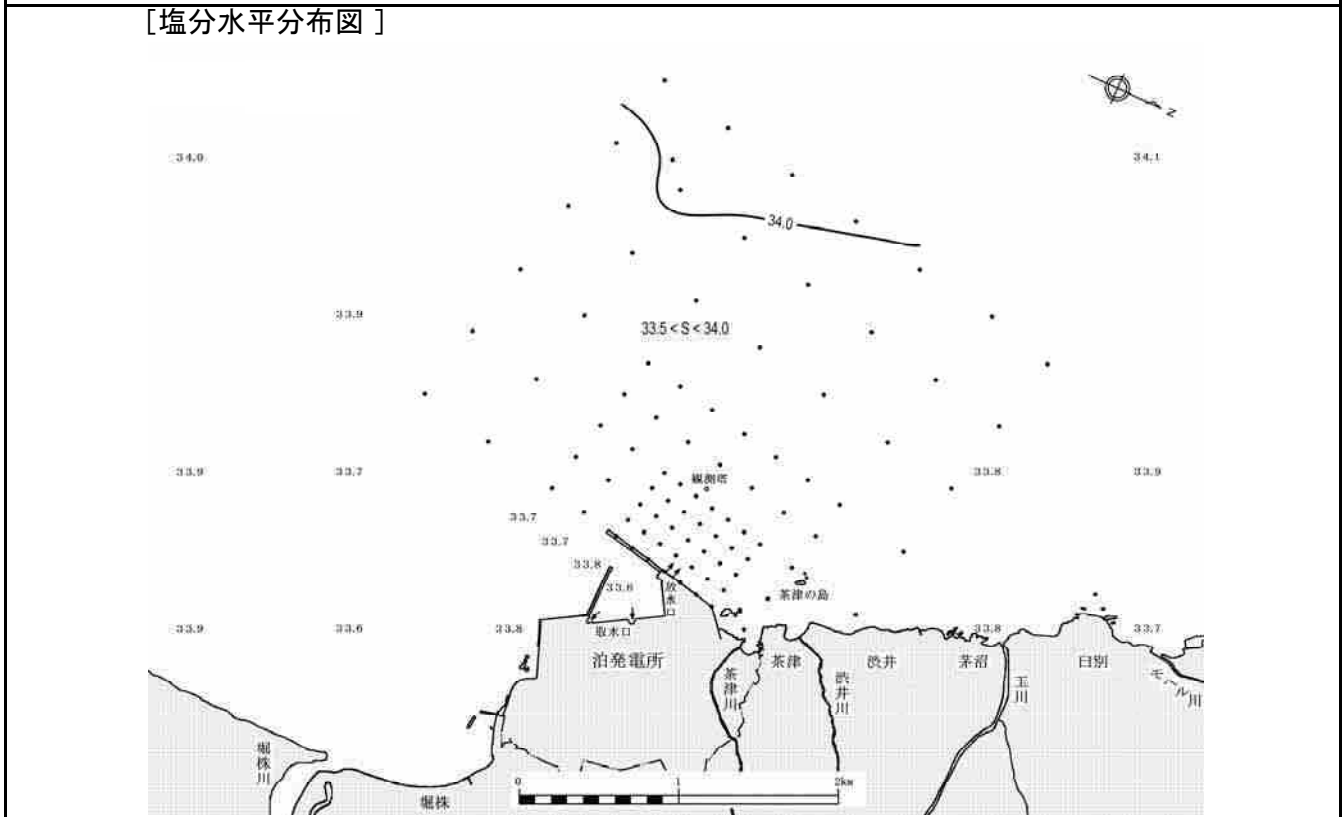 [塩分水平分布図 ]
N
34.0
34.1
34.0
33.9
33.5 < S < 34.0
33.9
33.7
観測塔
33.8
33.9
33.7
33.7
33.8
33.8
放水口
茶津の島
33.9
33.6
33.8
取水口
33.8
33.7
泊発電所
茶津川
茶津
渋井川
渋井
茅沼
玉川
臼別
モヘル川
堀株川
堀株
0
1
2km